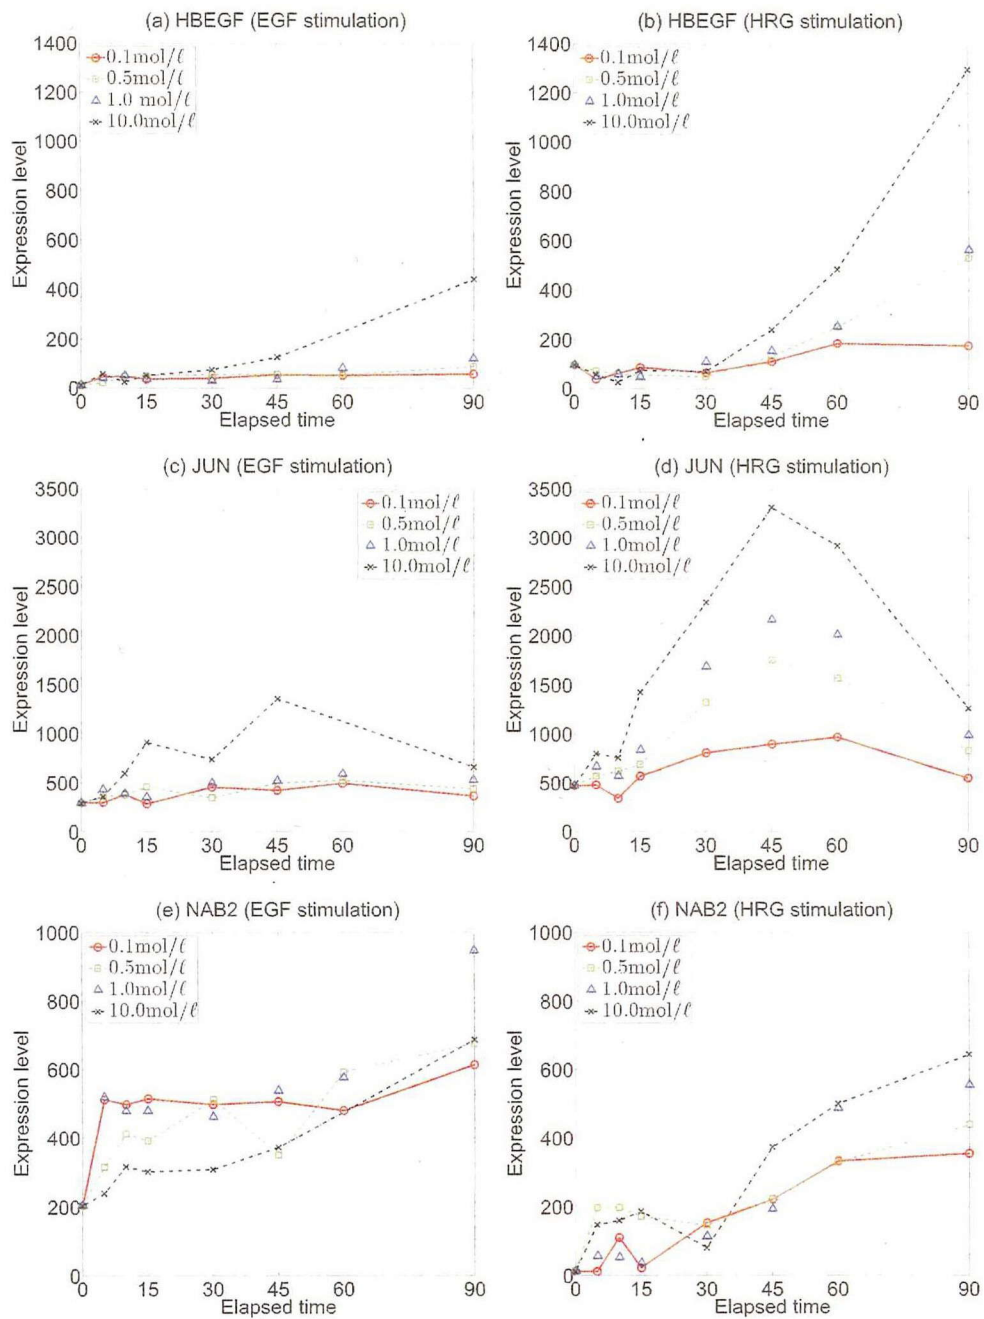 (a) HBEGF (EGF stimulation)
1400
1200
1000
800
600
400
200
0
Expression level
0.1mol/ℓ
0.5mol/ℓ
1.0 mol/ℓ
10.0mol/ℓ
0 15 30 45 60 90
Elapsed time
(b) HBEGF (HRG stimulation)
1400
1200
1000
800
600
400
200
0
Expression level
0.1mol/ℓ
0.5mol/ℓ
1.0mol/ℓ
10.0mol/ℓ
0 15 30 45 60 90
Elapsed time
(c) JUN (EGF stimulation)
3500
3000
2500
2000
1500
1000
500
0
Expression level
0.1mol/ℓ
0.5mol/ℓ
1.0mol/ℓ
10.0mol/ℓ
0 15 30 45 60 90
Elapsed time
(d) JUN (HRG stimulation)
3500
3000
2500
2000
1500
1000
500
0
Expression level
0.1mol/ℓ
0.5mol/ℓ
1.0mol/ℓ
10.0mol/ℓ
0 15 30 45 60 90
Elapsed time
(e) NAB2 (EGF stimulation)
1000
800
600
400
200
0
Expression level
0.1mol/ℓ
0.5mol/ℓ
1.0mol/ℓ
10.0mol/ℓ
0 15 30 45 60 90
Elapsed time
(f) NAB2 (HRG stimulation)
1000
800
600
400
200
0
Expression level
0.1mol/ℓ
0.5mol/ℓ
1.0mol/ℓ
10.0mol/ℓ
0 15 30 45 60 90
Elapsed time